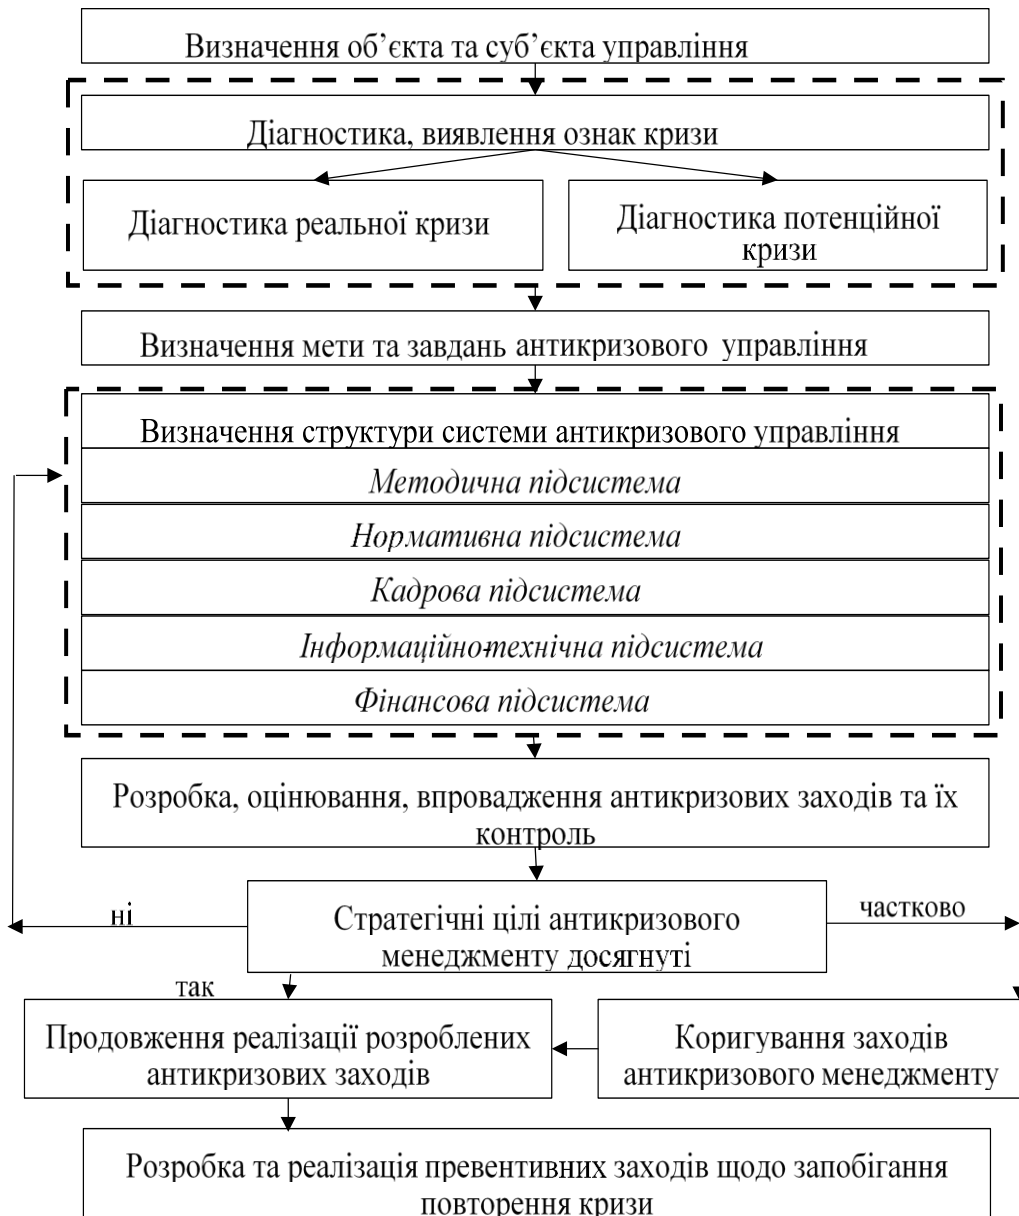 Визначення об’єкта та суб’єкта управління
Діагностика, виявлення ознак кризи
Діагностика реальної кризи
Діагностика потенційної
кризи
Визначення мети та завдань антикризового управління
Визначення структури системи антикризового управління
Методична підсистема
Нормативна підсистема
Кадрова підсистема
Інформаційно-технічна підсистема
Фінансова підсистема
Розробка, оцінювання, впровадження антикризових заходів та їх
контроль
ні
Стратегічні цілі антикризового
менеджменту досягнуті
частково
так
Продовження реалізації розроблених
антикризових заходів
Коригування заходів
антикризового менеджменту
Розробка та реалізація превентивних заходів щодо запобігання
повторення кризи